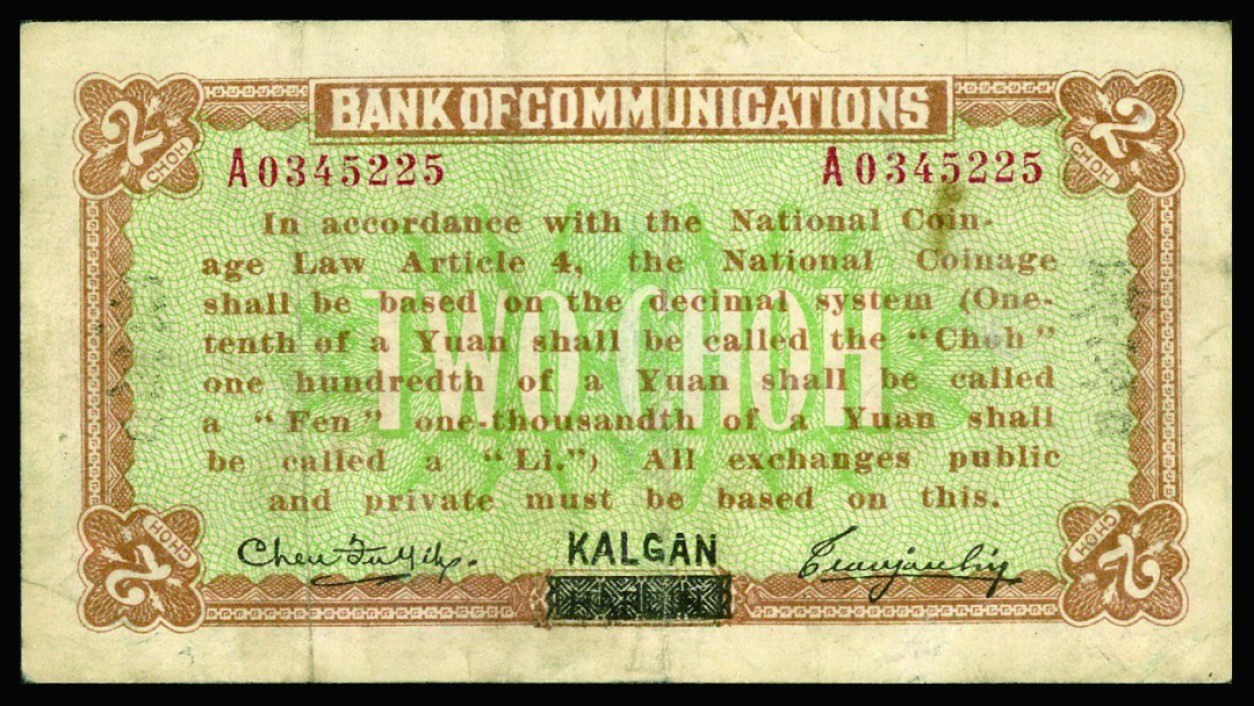 BANK OF COMMUNICATIONS
2 CHOH
2 CHOH
A0345225
A0345225
In accordance with the National Coin-
age Law Article 4, the National Coinage
shall be based on the decimal system (One-
tenth of a Yuan shall be called the "Choh"
one hundredth of a Yuan shall be called
a "Fen" one-thousandth of a Yuan shall
be called a "Li.") All exchanges public
and private must be based on this.
TWO CHOH
KALGAN
2 CHOH
2 CHOH